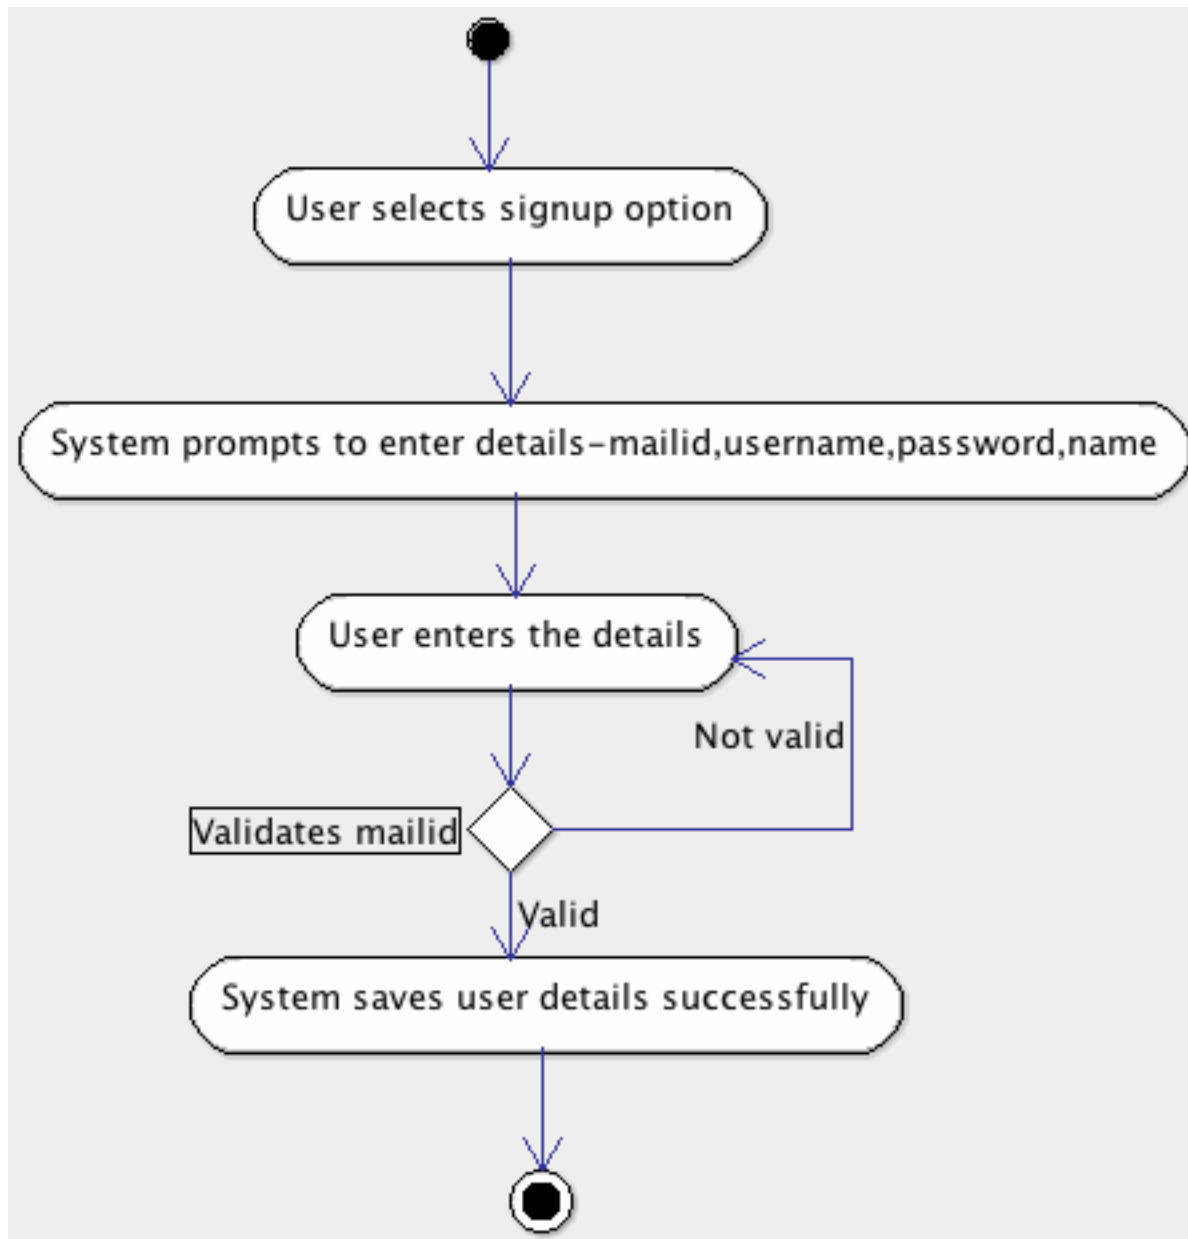 User selects signup option
System prompts to enter details-mailid,username,password,name
User enters the details
Not valid
Validates mailid
Valid
System saves user details successfully